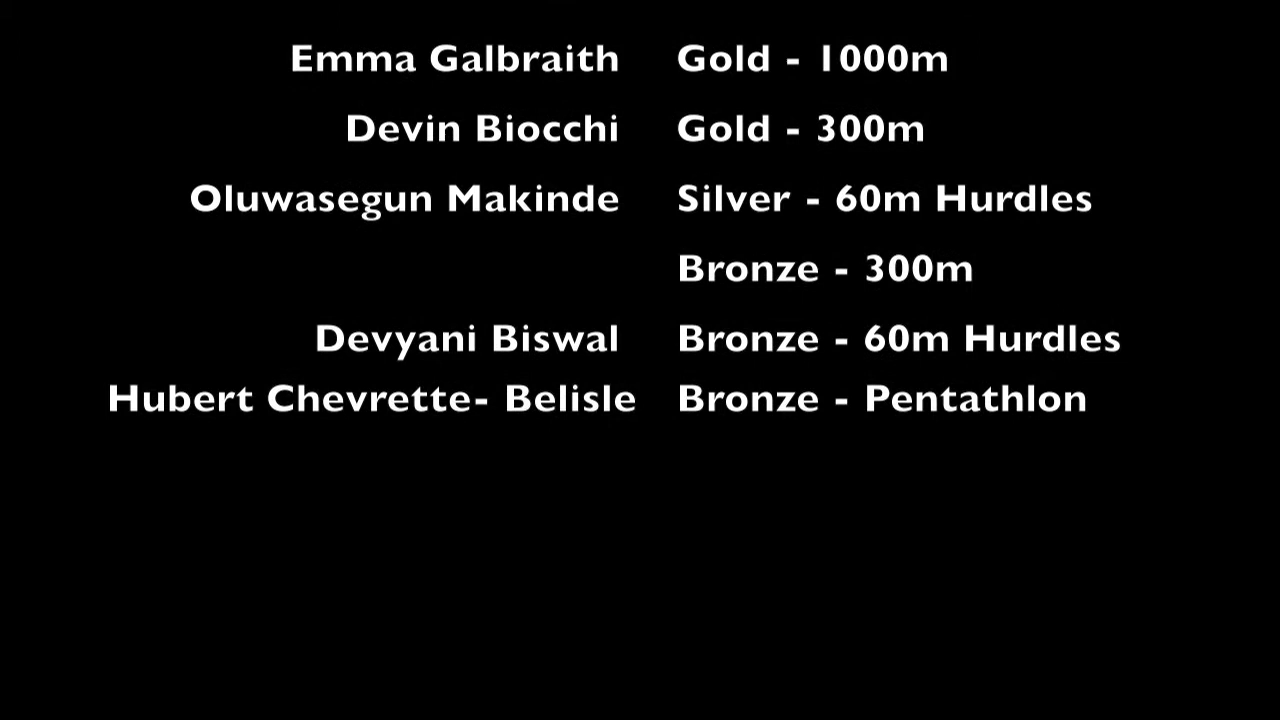 Emma Galbraith Gold - 1000m
Devin Biocchi Gold - 300m
Oluwasegun Makinde Silver - 60m Hurdles
Bronze - 300m
Devyani Biswal Bronze - 60m Hurdles
Hubert Chevrette- Belisle Bronze - Pentathlon